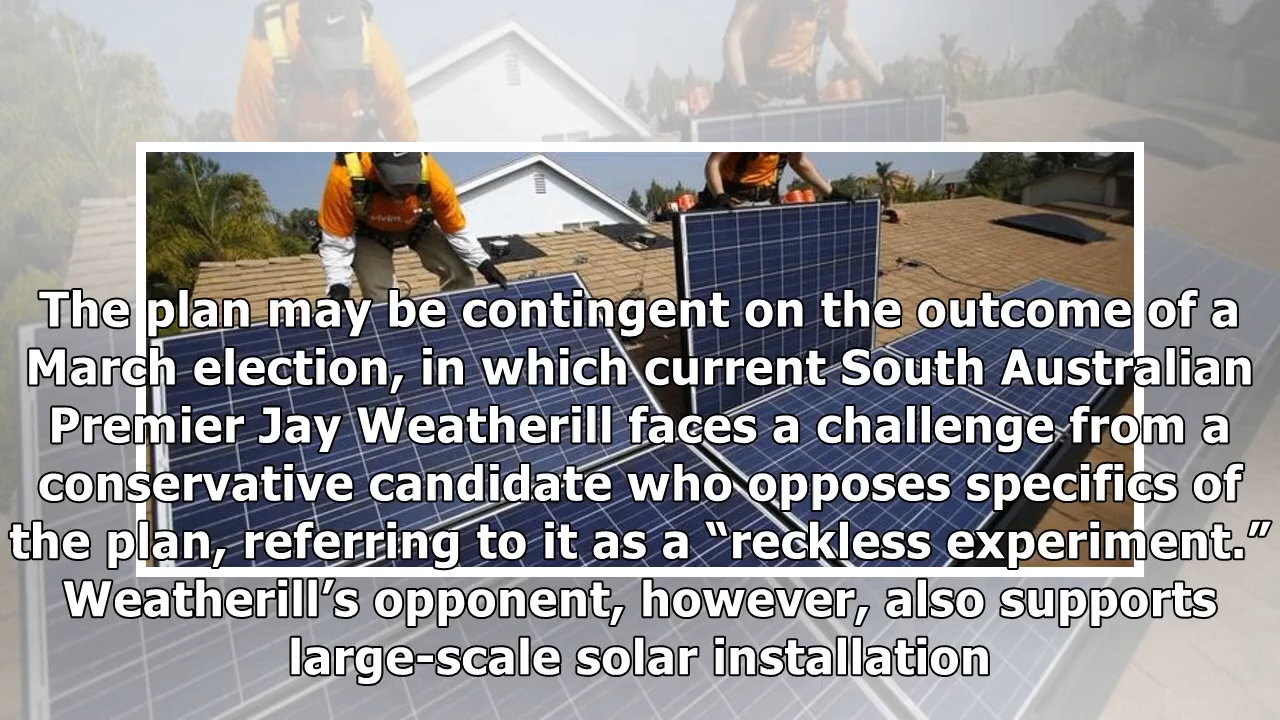 The plan may be contingent on the outcome of a
March election, in which current South Australian
Premier Jay Weatherill faces a challenge from a
conservative candidate who opposes specifics of
the plan, referring to it as a “reckless experiment.”
Weatherill’s opponent, however, also supports
large-scale solar installation